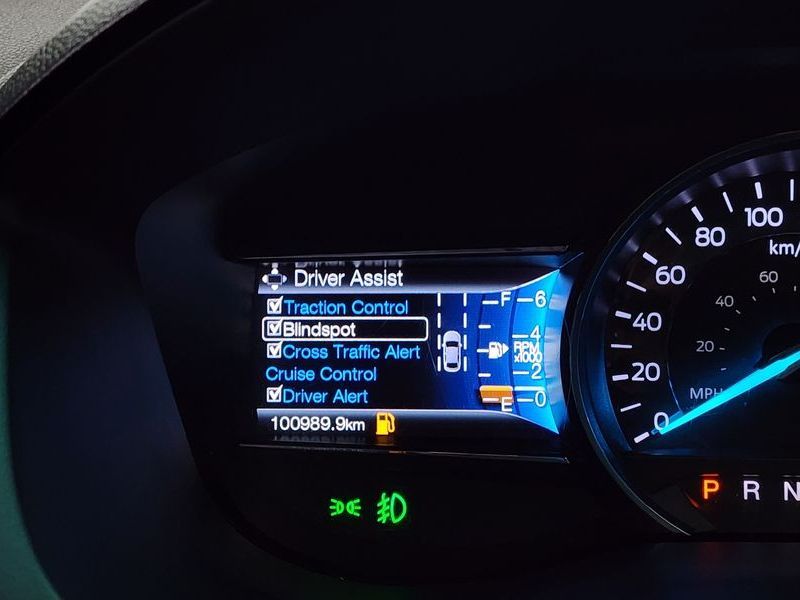 Driver Assist
Traction Control
Blindspot
Cross Traffic Alert
Cruise Control
Driver Alert
100989.9km
F
E
6
4
RPM
x1000
2
0
100
80
km/
60
60
40
40
20
20
MPH
0
P R N